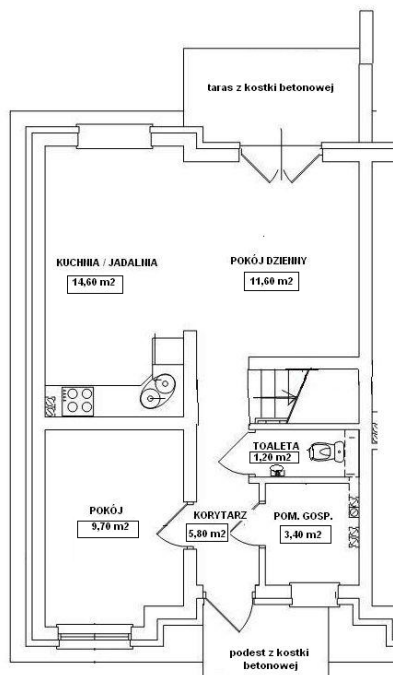 taras z kostki betonowej
KUCHNIA / JADALNIA
14,60 m2
POKÓJ DZIENNY
11,60 m2
TOALETA
1,20 m2
POKÓJ
9,70 m2
KORYTARZ
5,80 m2
POM. GOSP.
3,40 m2
podest z kostki
betonowej